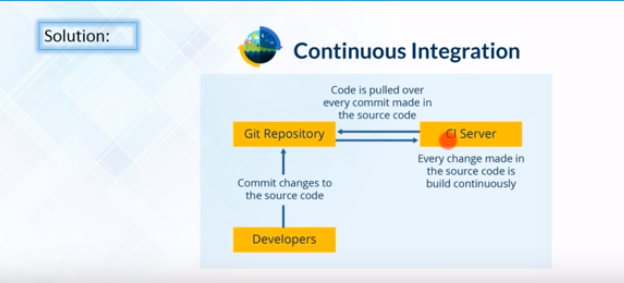 Solution:
Continuous Integration
Code is pulled over
every commit made in
the source code
Git Repository
CI Server
Every change made in
the source code is
build continuously
Commit changes to
the source code
Developers